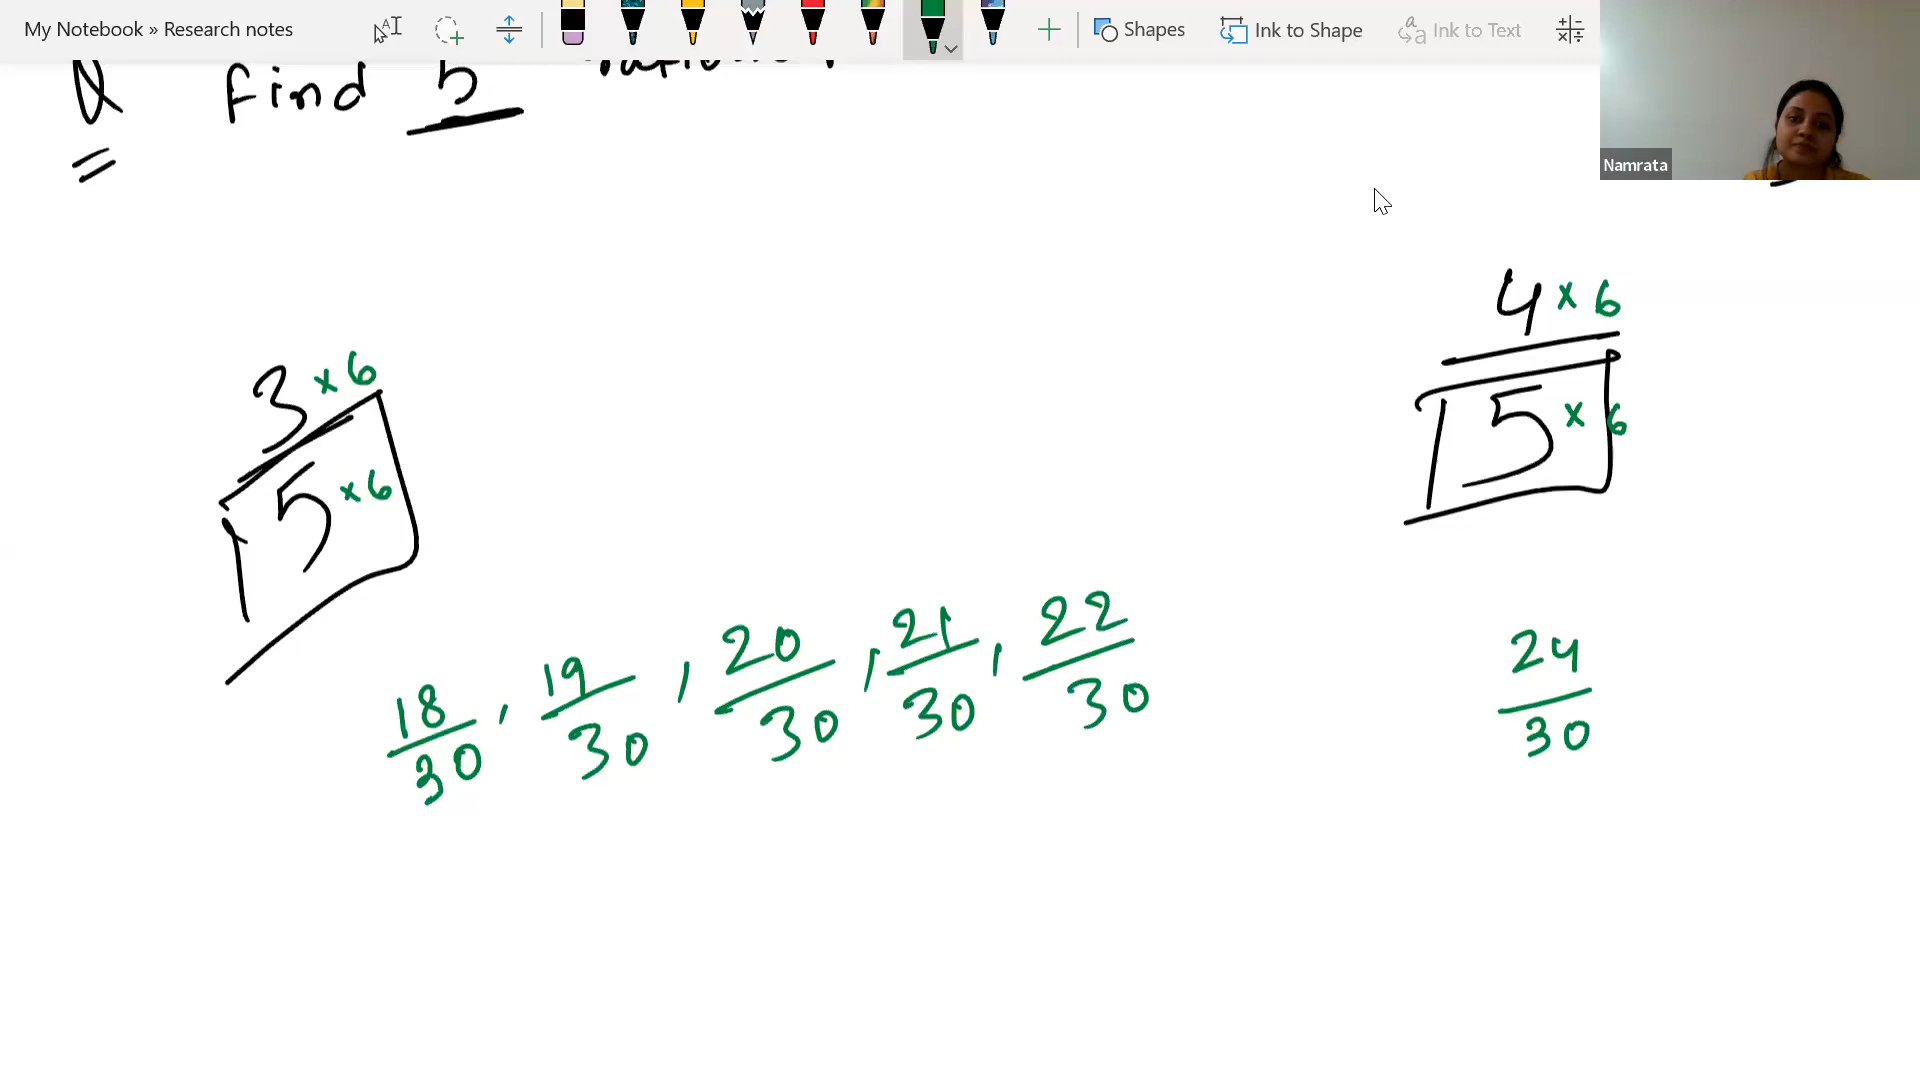 My Notebook » Research notes
Shapes
Ink to Shape
Ink to Text
Namrata
Q Find 5
3 × 6
5 × 6
4 × 6
5 × 6
18/30 , 19/30 , 20/30 , 21/30 , 22/30 24/30